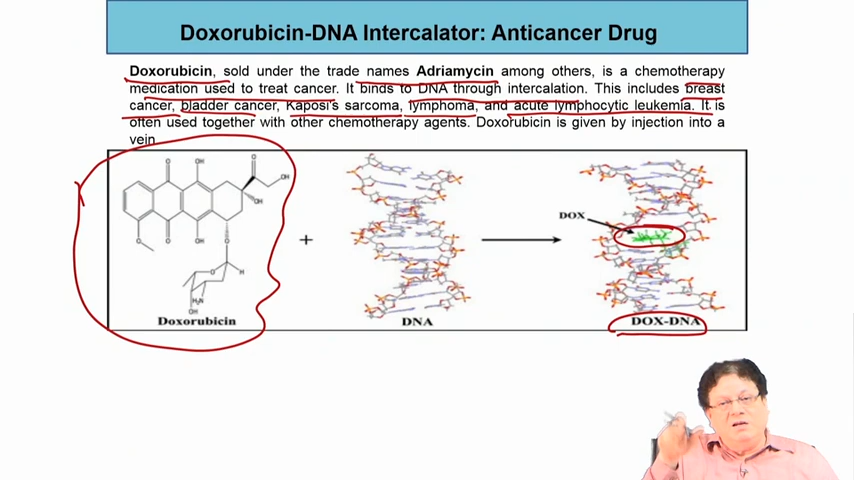 Doxorubicin-DNA Intercalator: Anticancer Drug
Doxorubicin, sold under the trade names Adriamycin among others, is a chemotherapy
medication used to treat cancer. It binds to DNA through intercalation. This includes breast
cancer, bladder cancer, Kaposi's sarcoma, lymphoma, and acute lymphocytic leukemia. It is
often used together with other chemotherapy agents. Doxorubicin is given by injection into a
vein.
O OH O
OH
OH
O O OH O
O H
H₂N
OH
+
DOX
Doxorubicin DNA DOX-DNA